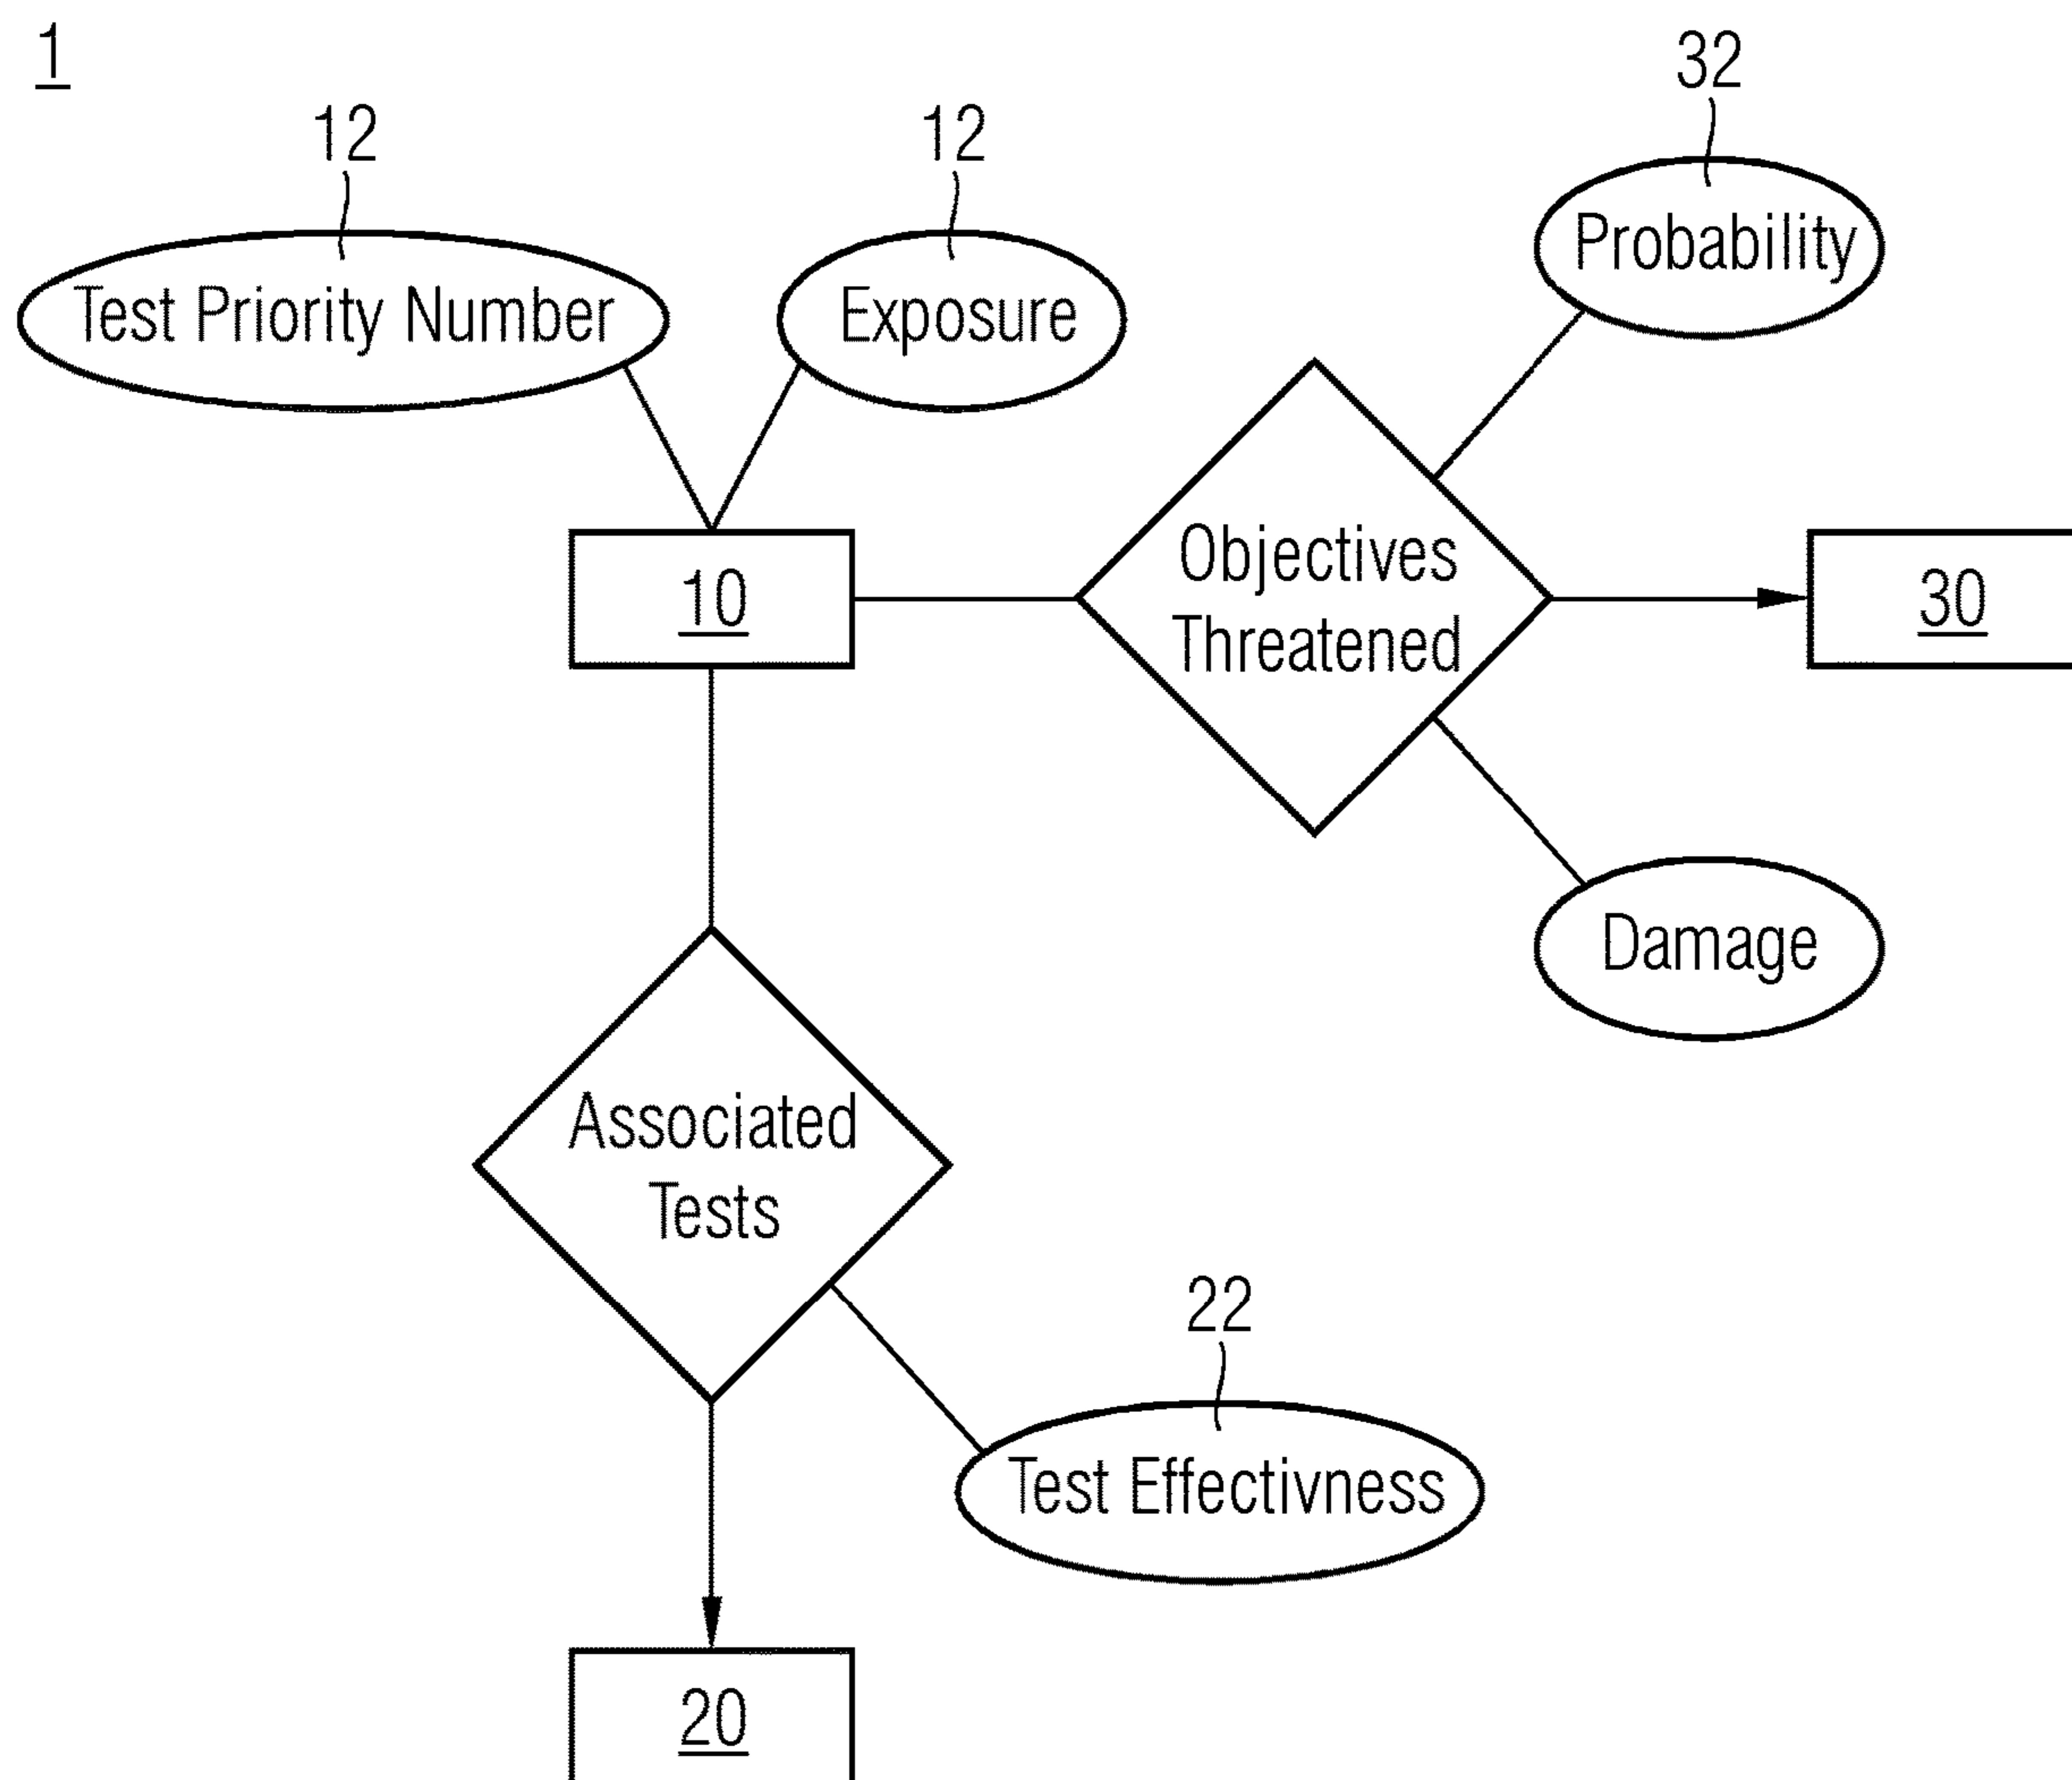 1
32
12
12
Probability
Test Priority Number
Exposure
Objectives
Threatened
10
30
Damage
Associated
Tests
22
Test Effectivness
20